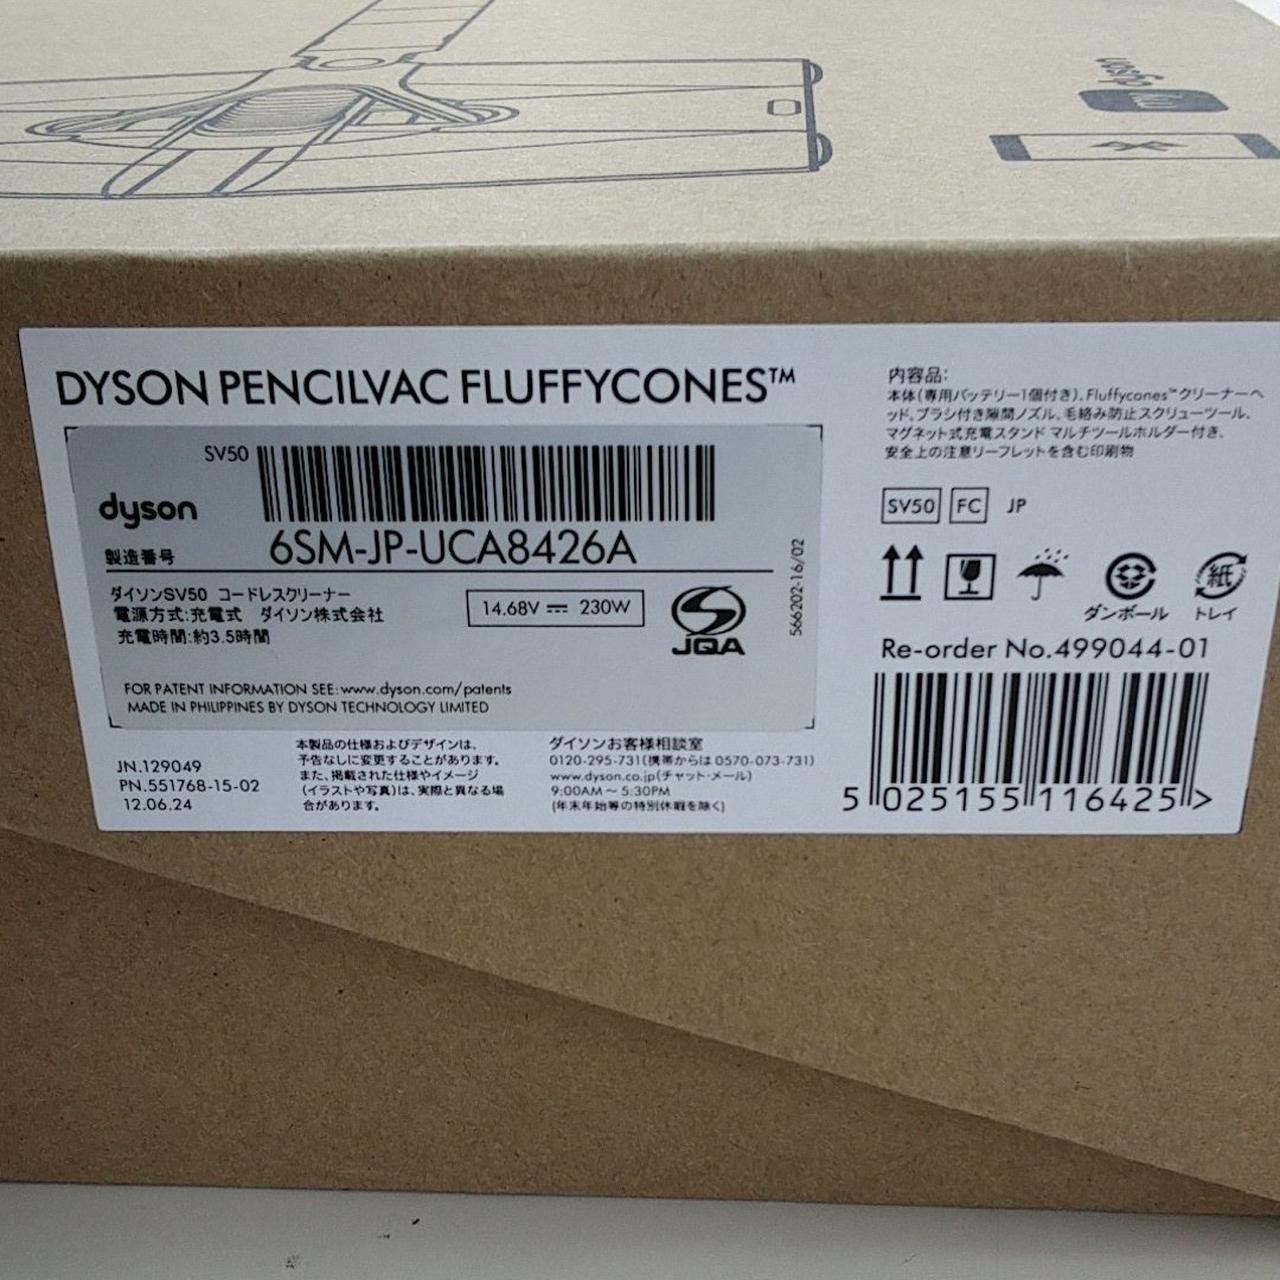 my dyson
DYSON PENCILVAC FLUFFYCONES™
SV50
dyson
製造番号
6SM-JP-UCA8426A
ダイソンSV50 コードレスクリーナー
電源方式:充電式 ダイソン株式会社
充電時間:約3.5時間
14.68V 230W
JQA
566202-16/02
FOR PATENT INFORMATION SEE: www.dyson.com/patents
MADE IN PHILIPPINES BY DYSON TECHNOLOGY LIMITED
JN.129049
PN.551768-15-02
12.06.24
本製品の仕様およびデザインは、
予告なしに変更することがあります。
また、掲載された仕様やイメージ
(イラストや写真)は、実際と異なる場
合があります。
ダイソンお客様相談室
0120-295-731(携帯からは 0570-073-731)
www.dyson.co.jp(チャット・メール)
9:00AM ~ 5:30PM
(年末年始等の特別休暇を除く)
内容品:
本体(専用バッテリー1個付き)、Fluffycones™クリーナーヘ
ッド、ブラシ付き隙間ノズル、毛絡み防止スクリューツール、
マグネット式充電スタンド マルチツールホルダー付き、
安全上の注意リーフレットを含む印刷物
SV50 FC JP
紙
ダンボール トレイ
Re-order No.499044-01
5 025155 116425 >